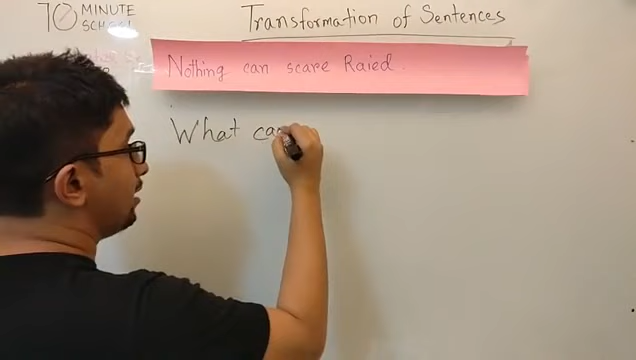 10 MINUTE
SCHOOL
Transformation of Sentences
Nothing can scare Raied.
What ca